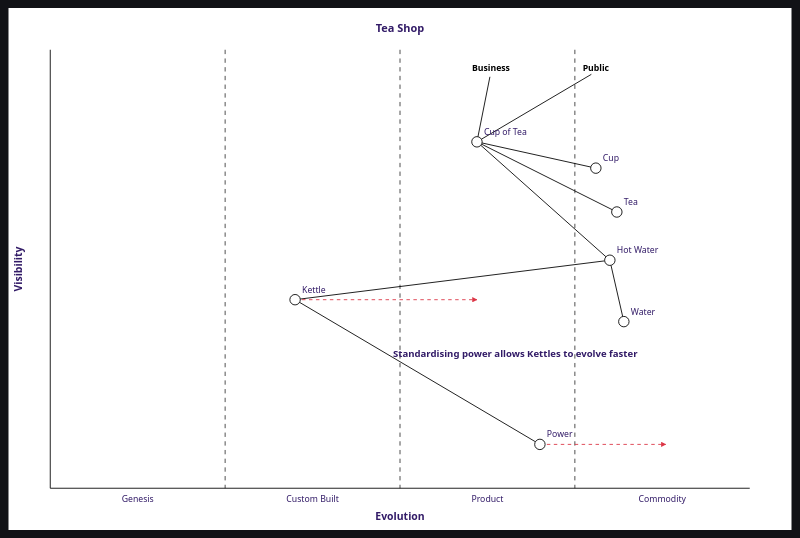 Tea Shop
Business
Public
Cup of Tea
Cup
Tea
Hot Water
Kettle
Water
Standardising power allows Kettles to evolve faster
Power
Visibility
Genesis
Custom Built
Product
Commodity
Evolution